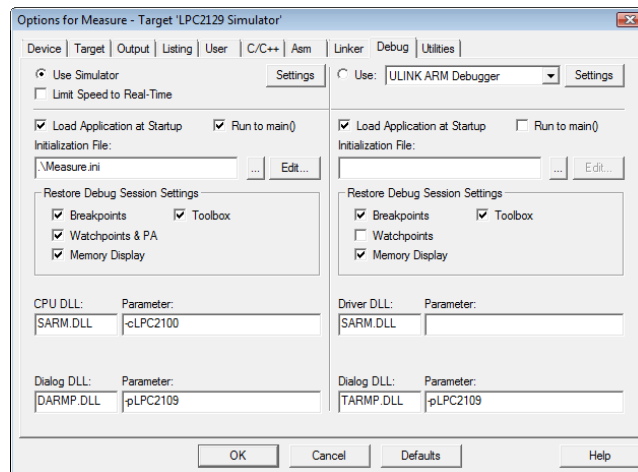 Options for Measure - Target 'LPC2129 Simulator'
Device Target Output Listing User C/C++ Asm Linker Debug Utilities
Use Simulator Settings
Limit Speed to Real-Time
Use: ULINK ARM Debugger Settings
Load Application at Startup Run to main()
Initialization File:
.\Measure.ini ... Edit...
Restore Debug Session Settings
Breakpoints Toolbox
Watchpoints & PA
Memory Display
CPU DLL: Parameter:
SARM.DLL -cLPC2100
Dialog DLL: Parameter:
DARMP.DLL -pLPC2109
Load Application at Startup Run to main()
Initialization File:
... Edit...
Restore Debug Session Settings
Breakpoints Toolbox
Watchpoints
Memory Display
Driver DLL: Parameter:
SARM.DLL
Dialog DLL: Parameter:
TARMP.DLL -pLPC2109
OK Cancel Defaults Help